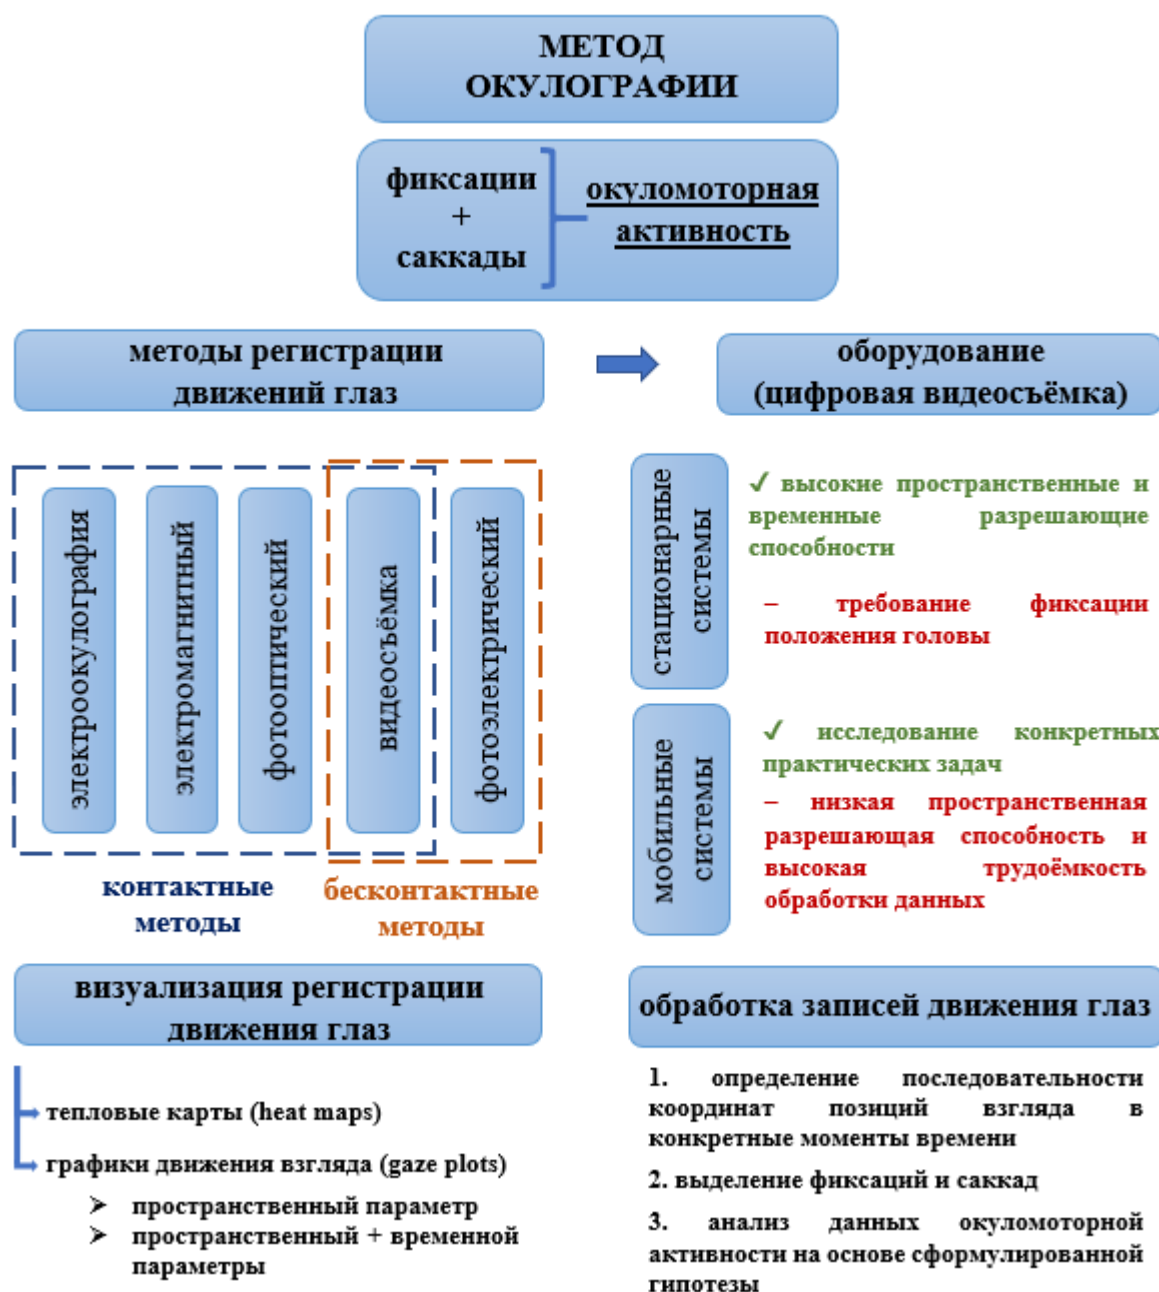 МЕТОД
ОКУЛОГРАФИИ
фиксации
+
саккады
окуломоторная
активность
методы регистрации
движений глаз
оборудование
(цифровая видеосъёмка)
электроокулография
электромагнитный
фотооптический
видеосъёмка
фотоэлектрический
контактные
методы
бесконтактные
методы
стационарные
системы
✓ высокие пространственные и
временные разрешающие
способности
– требование фиксации
положения головы
мобильные
системы
✓ исследование конкретных
практических задач
– низкая пространственная
разрешающая способность и
высокая трудоёмкость
обработки данных
визуализация регистрации
движения глаз
тепловые карты (heat maps)
графики движения взгляда (gaze plots)
➢ пространственный параметр
➢ пространственный + временной
параметры
обработка записей движения глаз
1. определение последовательности
координат позиций взгляда в
конкретные моменты времени
2. выделение фиксаций и саккад
3. анализ данных окуломоторной
активности на основе сформулированной
гипотезы